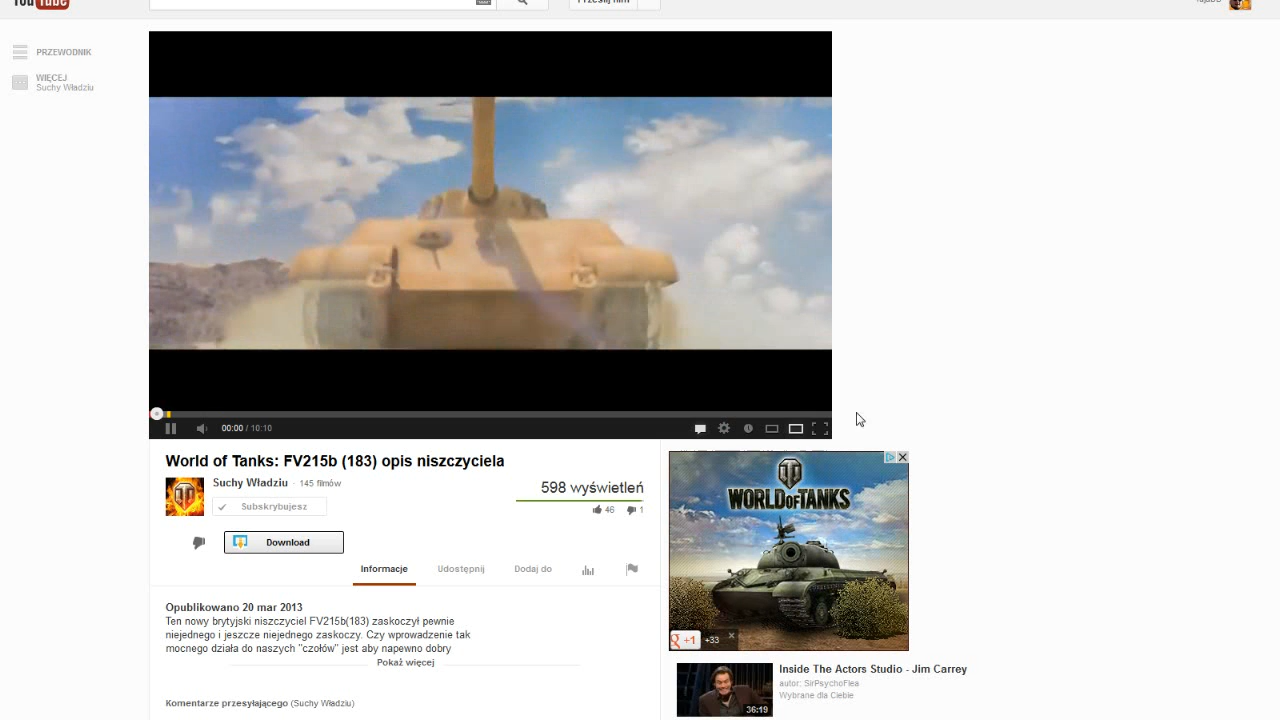 YouTube
PRZEWODNIK
WIĘCEJ
Suchy Władziu
00:00 / 10:10
World of Tanks: FV215b (183) opis niszczyciela
Suchy Władziu · 145 filmów
Subskrybujesz
598 wyświetleń
46 1
Download
Informacje Udostępnij Dodaj do
Opublikowano 20 mar 2013
Ten nowy brytyjski niszczyciel FV215b(183) zaskoczył pewnie
niejednego i jeszcze niejednego zaskoczy. Czy wprowadzenie tak
mocnego działa do naszych "czołów" jest aby napewno dobry
Pokaż więcej
Komentarze przesyłającego (Suchy Władziu)
WORLD OF TANKS
g +1 +33
Inside The Actors Studio - Jim Carrey
autor: SirPsychoFlea
Wybrane dla Ciebie
36:19